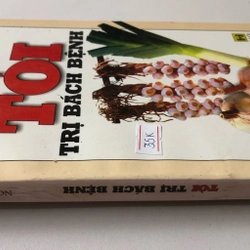 TỎI
TRỊ BÁCH BỆNH
35K
TỎI TRỊ BÁCH BỆNH